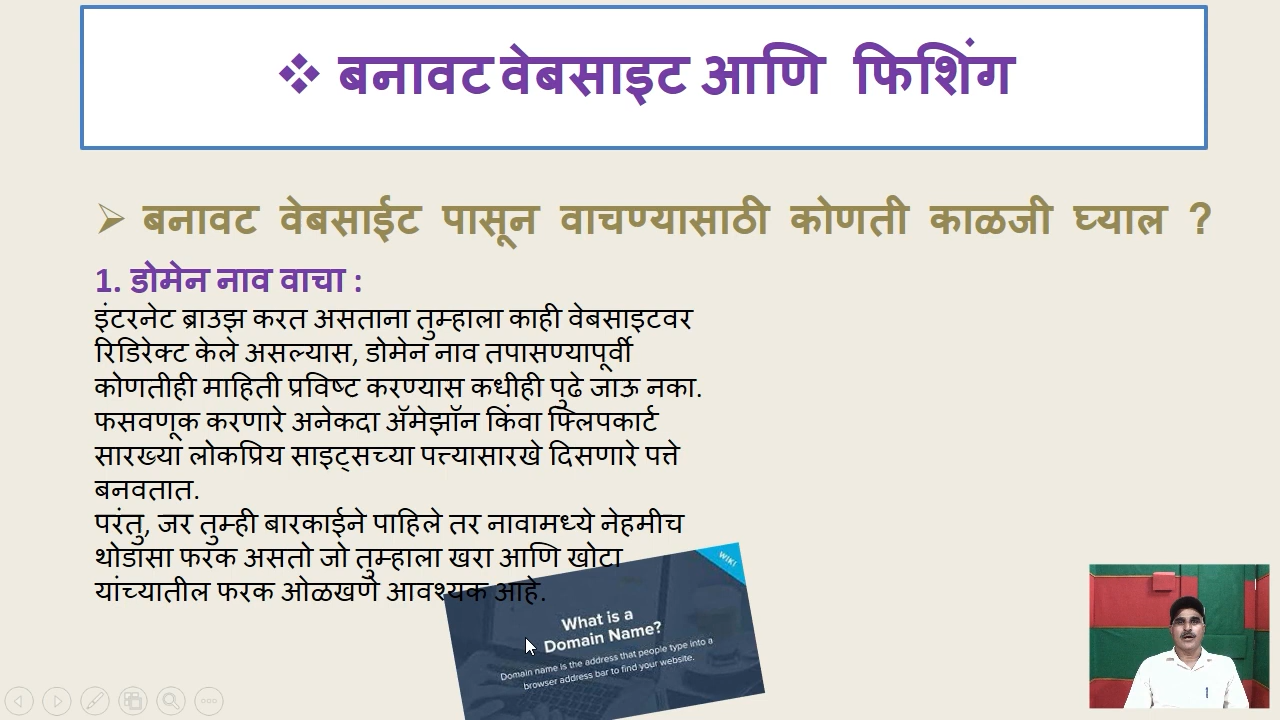 ❖ बनावट वेबसाइट आणि फिशिंग
➢ बनावट वेबसाईट पासून वाचण्यासाठी कोणती काळजी घ्याल ?
1. डोमेन नाव वाचा :
इंटरनेट ब्राउझ करत असताना तुम्हाला काही वेबसाइटवर
रिडिरेक्ट केले असल्यास, डोमेन नाव तपासण्यापूर्वी
कोणतीही माहिती प्रविष्ट करण्यास कधीही पुढे जाऊ नका.
फसवणूक करणारे अनेकदा ॲमेझॉन किंवा फ्लिपकार्ट
सारख्या लोकप्रिय साइट्सच्या पत्त्यासारखे दिसणारे पत्ते
बनवतात.
परंतु, जर तुम्ही बारकाईने पाहिले तर नावामध्ये नेहमीच
थोडासा फरक असतो जो तुम्हाला खरा आणि खोटा
यांच्यातील फरक ओळखणे आवश्यक आहे.
WIKI
What is a
Domain Name?
Domain name is the address that people type into a
browser address bar to find your website.